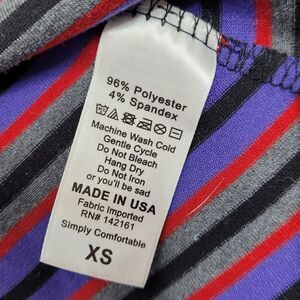 96% Polyester
4% Spandex
Machine Wash Cold
Gentle Cycle
Do Not Bleach
Hang Dry
Do Not Iron
or you'll be sad
MADE IN USA
Fabric Imported
RN# 142161
Simply Comfortable
XS